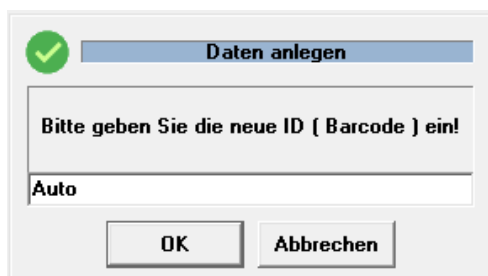 Daten anlegen
Bitte geben Sie die neue ID ( Barcode ) ein!
Auto
OK
Abbrechen